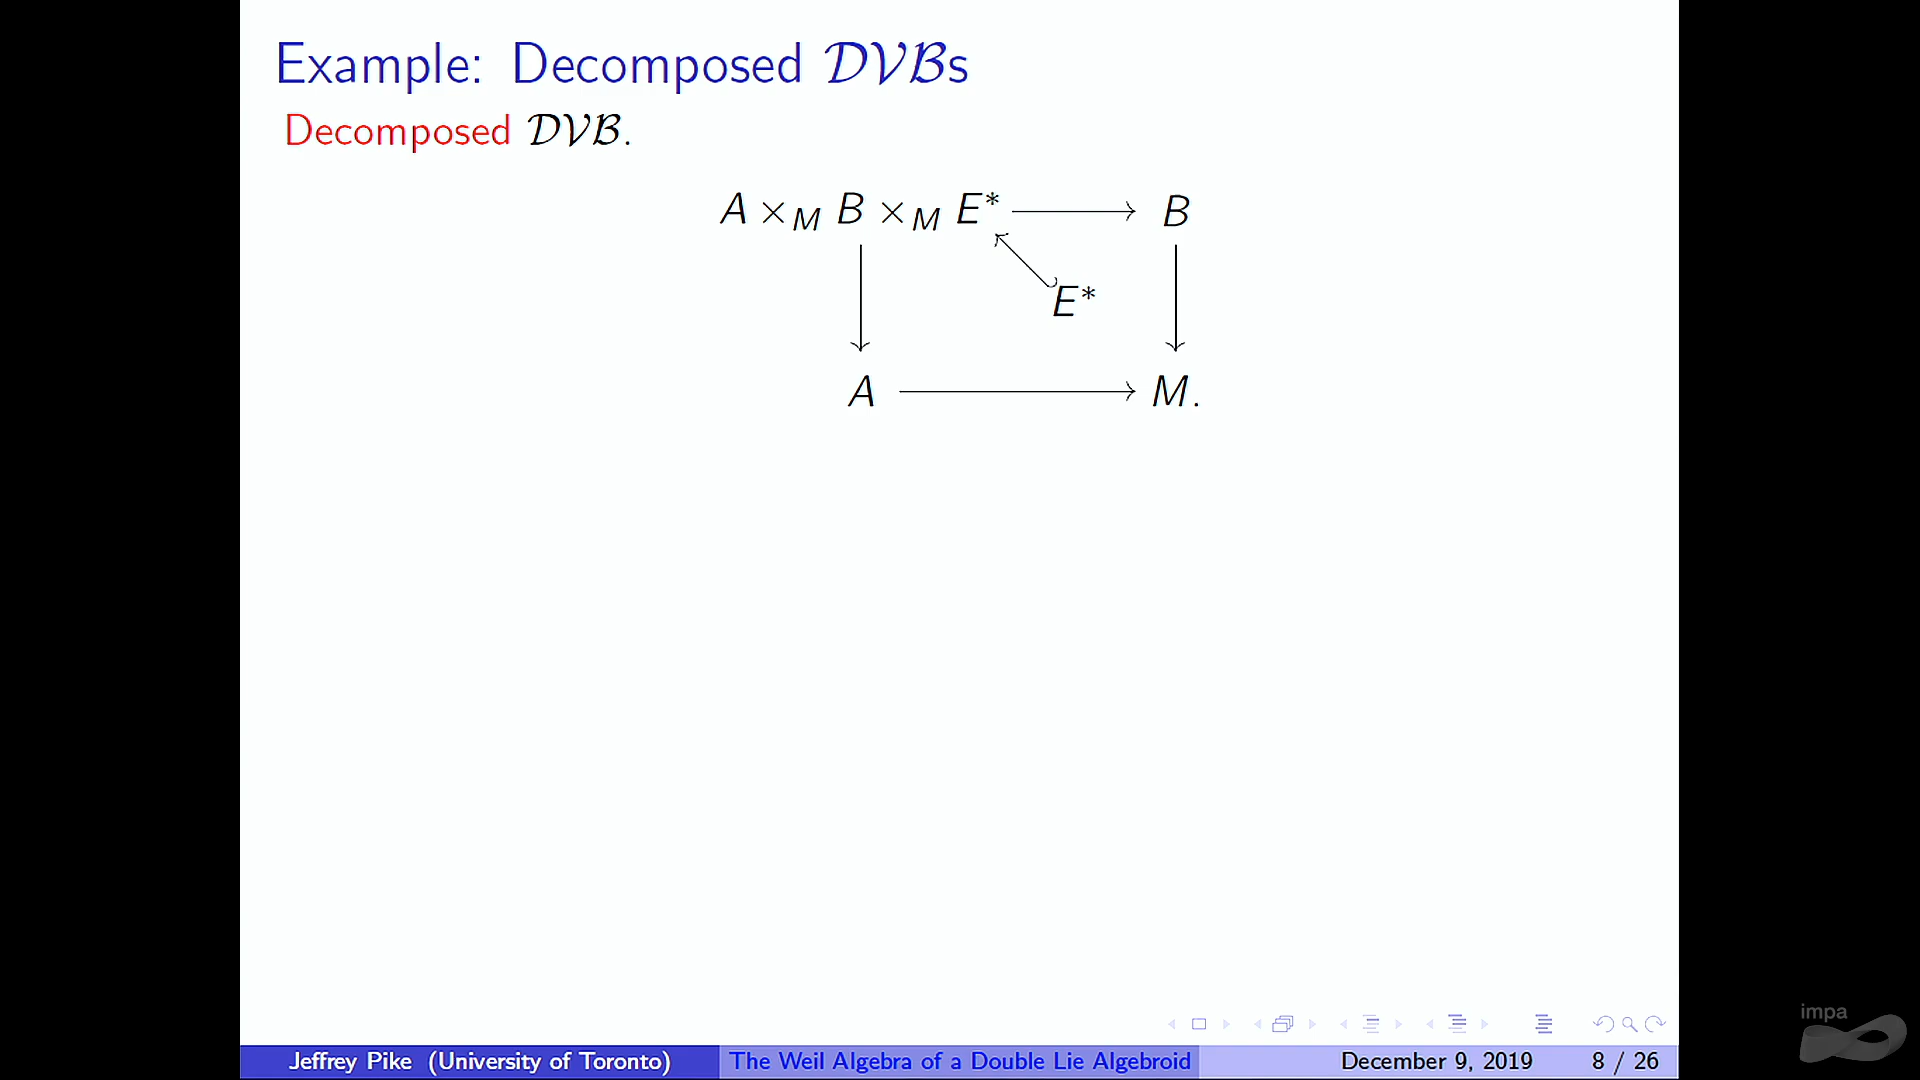 Example: Decomposed 𝒟𝒱ℬs
Decomposed 𝒟𝒱ℬ.
A ×_M B ×_M E* → B
E*
A → M.
impa
Jeffrey Pike (University of Toronto) The Weil Algebra of a Double Lie Algebroid December 9, 2019 8 / 26